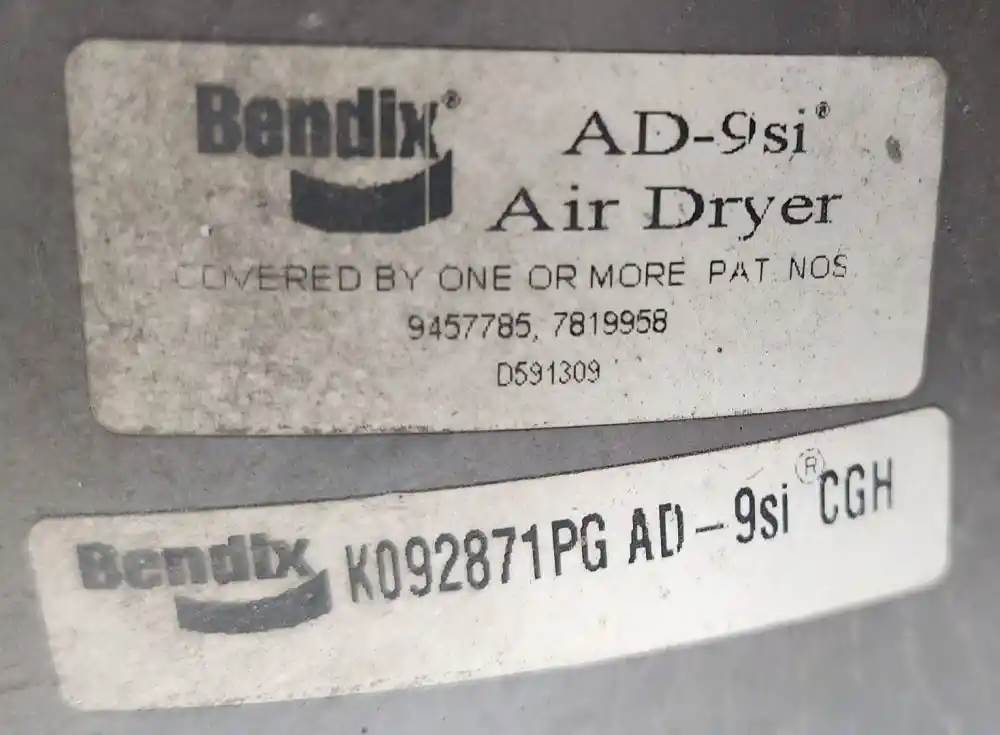 Bendix®
AD-9si®
Air Dryer
COVERED BY ONE OR MORE PAT. NOS.
9457785, 7819958
D591309
Bendix K092871PG AD-9si® CGH